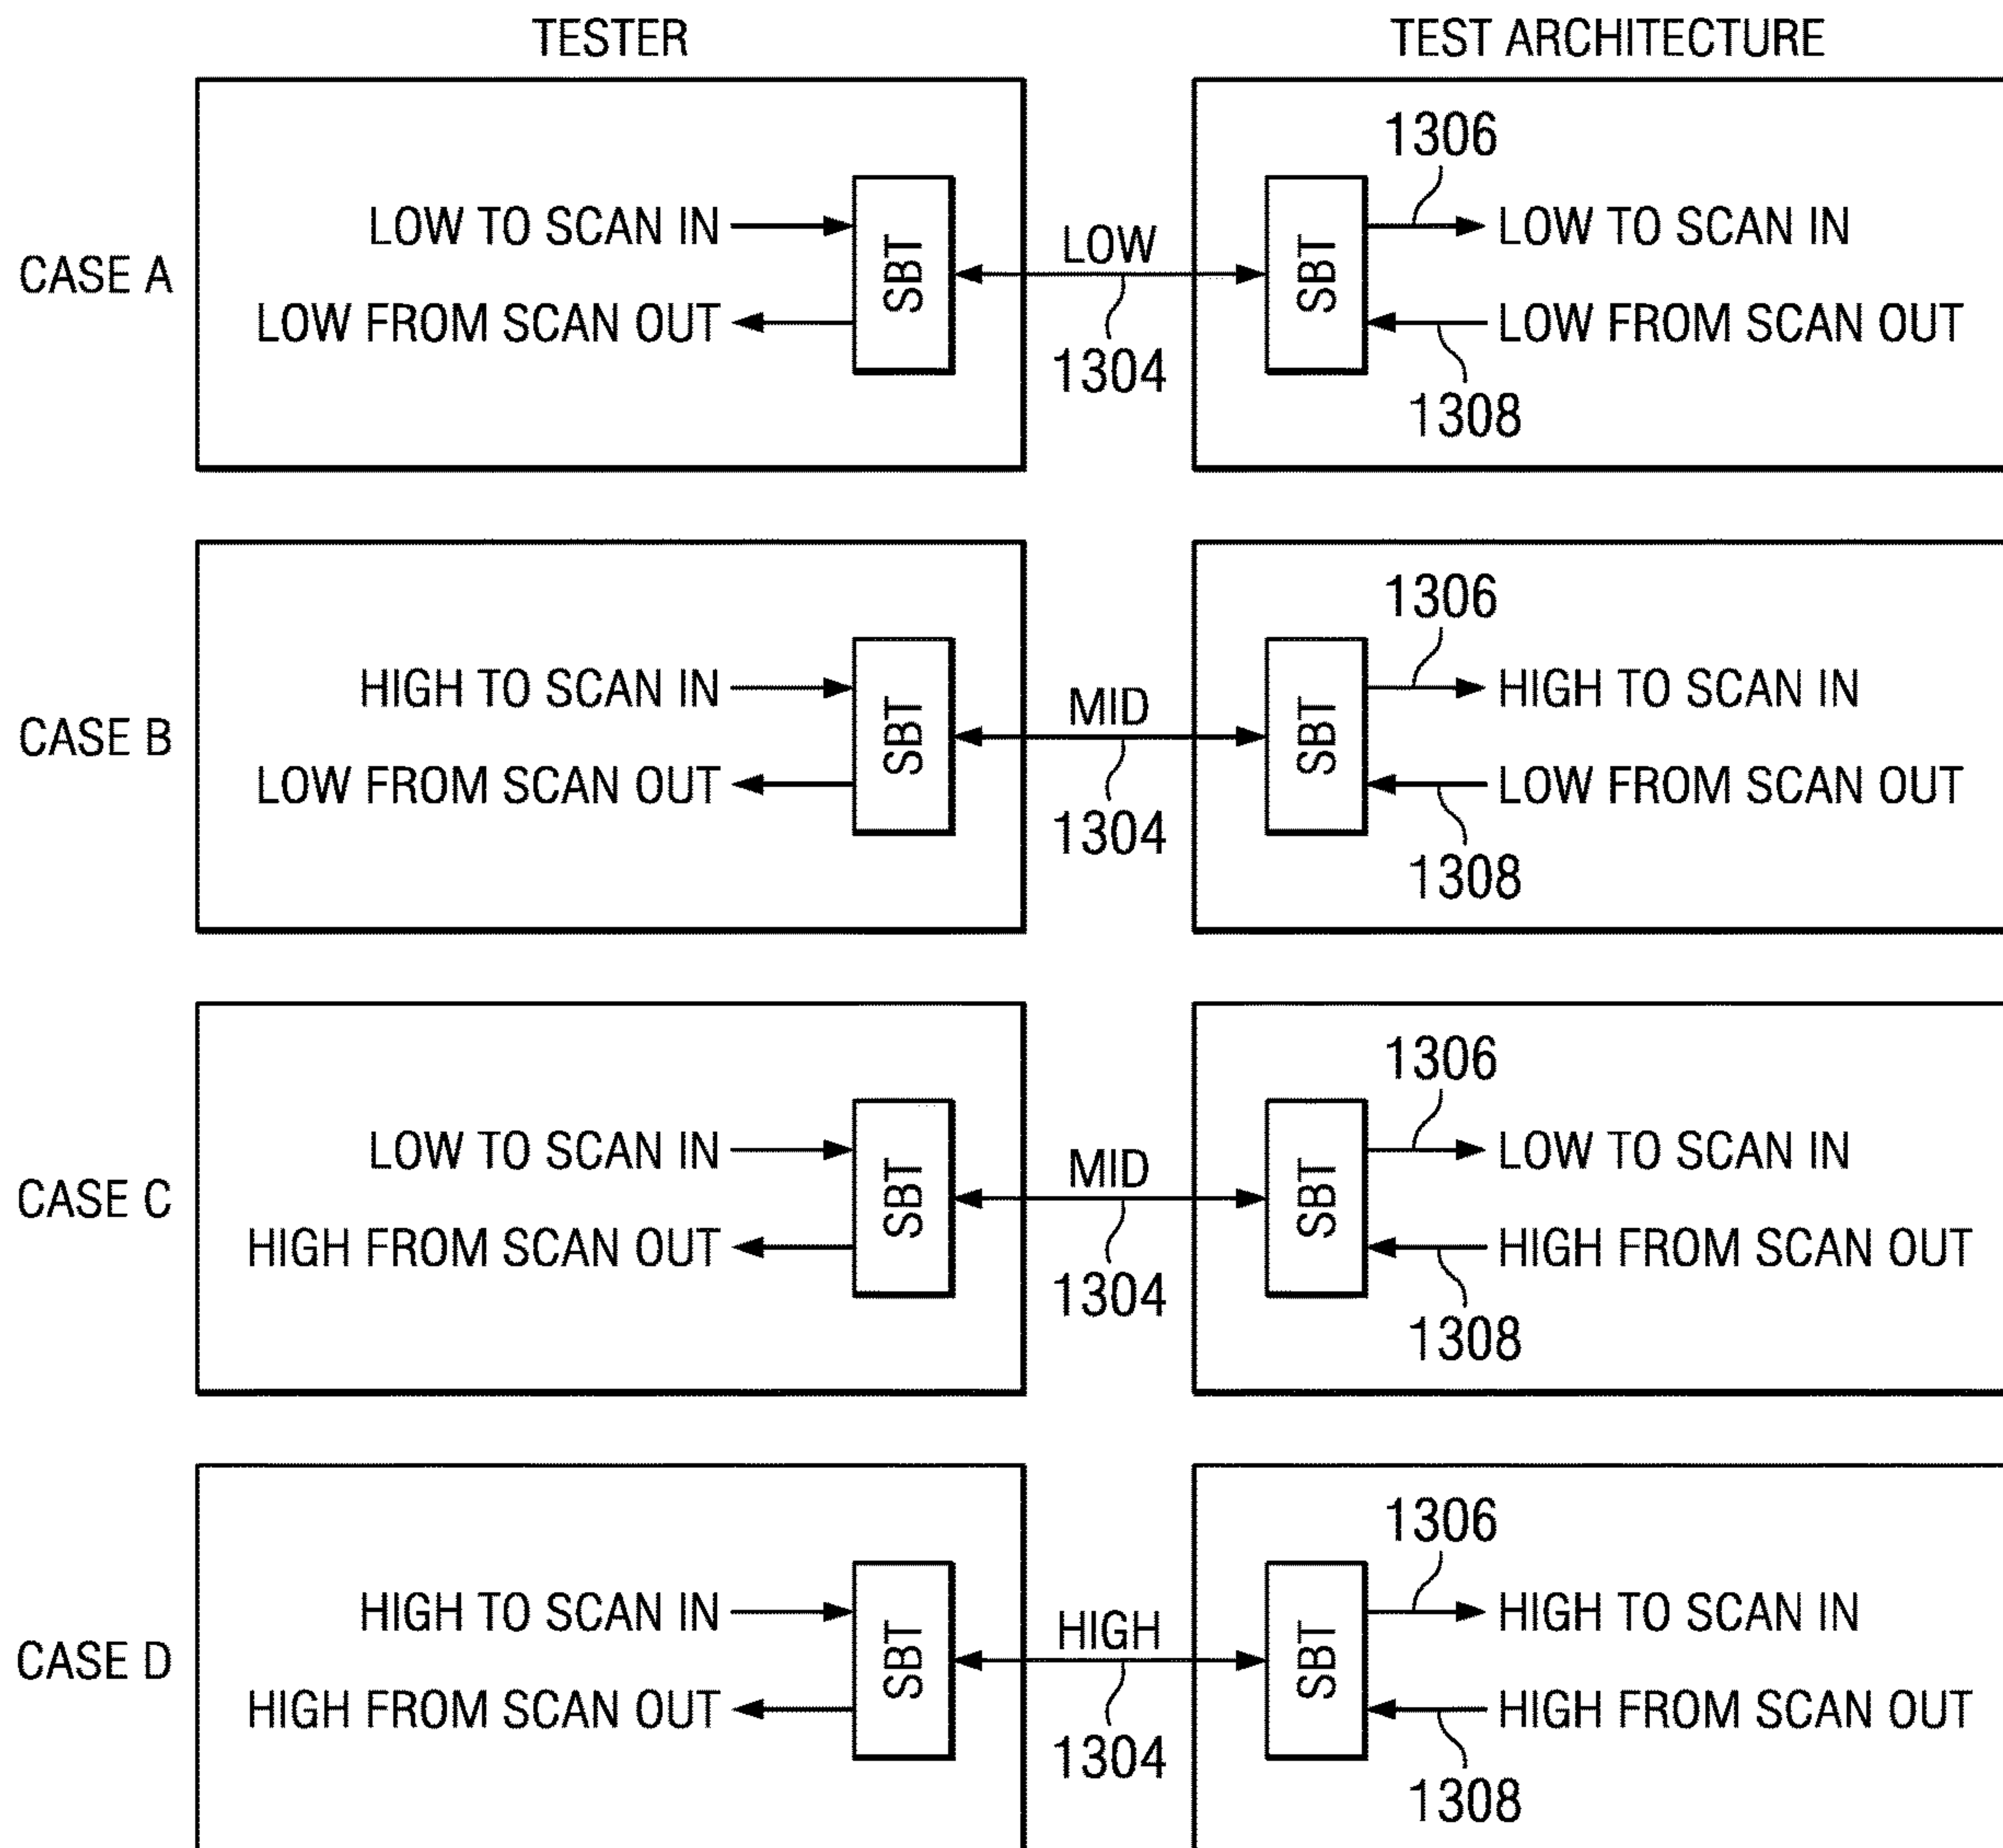 TESTER
TEST ARCHITECTURE
CASE A
LOW TO SCAN IN
LOW FROM SCAN OUT
SBT
LOW
1304
SBT
1306
LOW TO SCAN IN
LOW FROM SCAN OUT
1308
CASE B
HIGH TO SCAN IN
LOW FROM SCAN OUT
SBT
MID
1304
SBT
1306
HIGH TO SCAN IN
LOW FROM SCAN OUT
1308
CASE C
LOW TO SCAN IN
HIGH FROM SCAN OUT
SBT
MID
1304
SBT
1306
LOW TO SCAN IN
HIGH FROM SCAN OUT
1308
CASE D
HIGH TO SCAN IN
HIGH FROM SCAN OUT
SBT
HIGH
1304
SBT
1306
HIGH TO SCAN IN
HIGH FROM SCAN OUT
1308